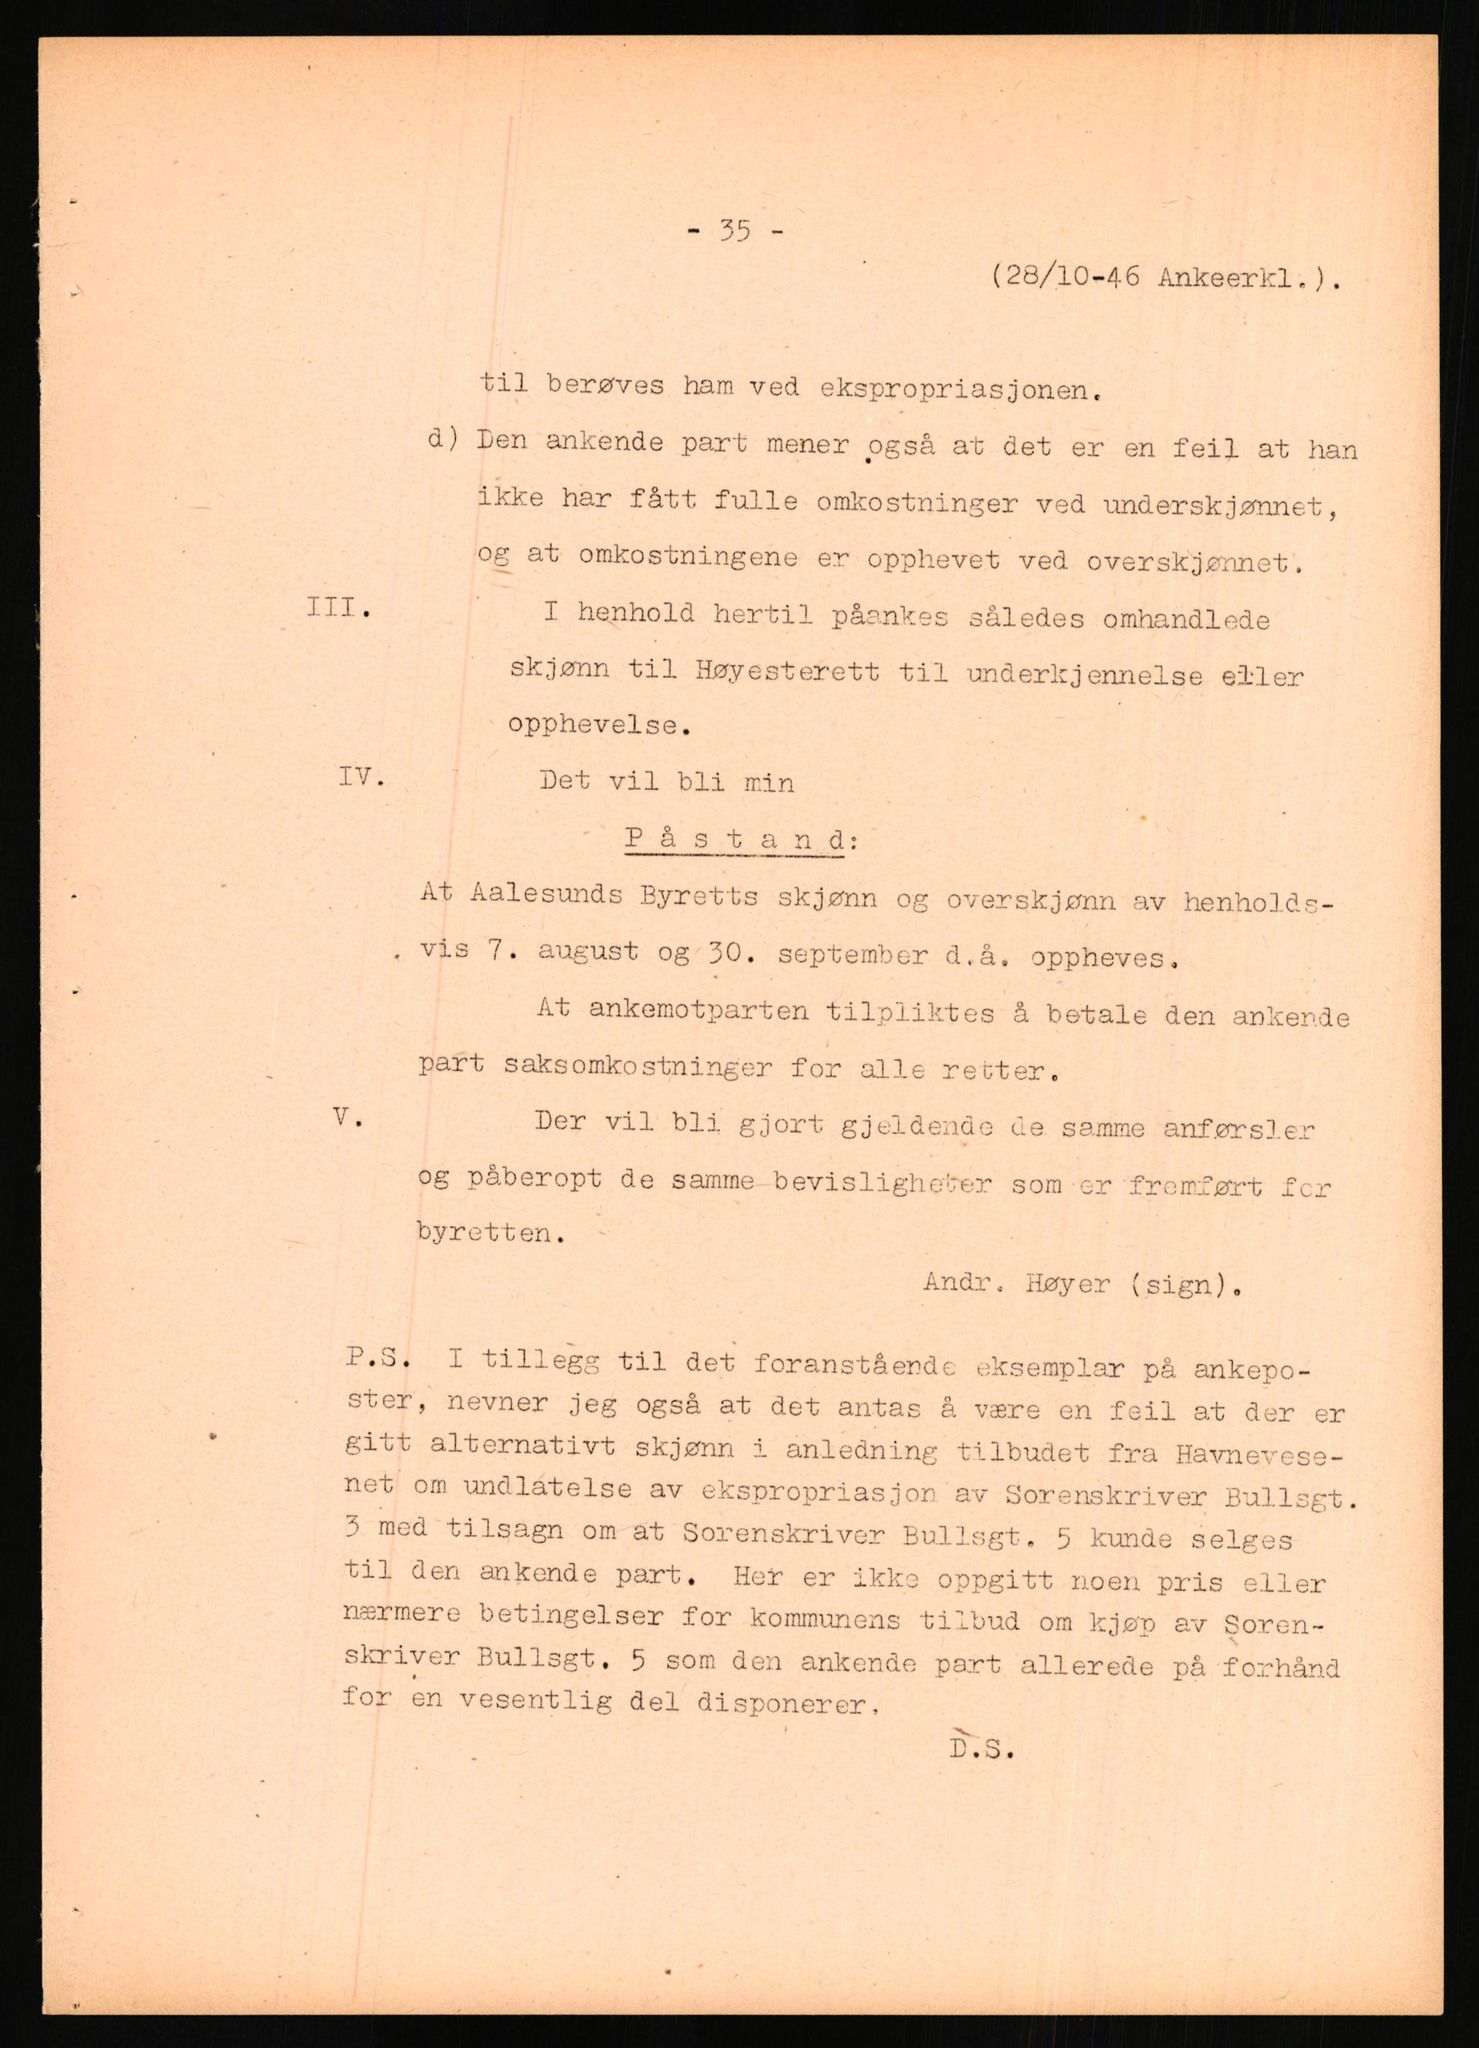 - 35 -
(28/10-46 Ankeerkl.).
til berøves ham ved ekspropriasjonen.
d) Den ankende part mener også at det er en feil at han
ikke har fått fulle omkostninger ved underskjønnet,
og at omkostningene er opphevet ved overskjønnet.
III. I henhold hertil påankes således omhandlede
skjønn til Høyesterett til underkjennelse eller
opphevelse.
IV. Det vil bli min
Påstand:
At Aalesunds Byretts skjønn og overskjønn av henholds-
vis 7. august og 30. september d.å. oppheves.
At ankemotparten tilpliktes å betale den ankende
part saksomkostninger for alle retter.
V. Der vil bli gjort gjeldende de samme anførsler
og påberopt de samme bevisligheter som er fremført for
byretten.
Andr. Høyer (sign).
P.S. I tillegg til det foranstående eksemplar på ankepo-
ster, nevner jeg også at det antas å være en feil at der er
gitt alternativt skjønn i anledning tilbudet fra Havnevese-
net om undlatelse av ekspropriasjon av Sorenskriver Bullsgt.
3 med tilsagn om at Sorenskriver Bullsgt. 5 kunde selges
til den ankende part. Her er ikke oppgitt noen pris eller
nærmere betingelser for kommunens tilbud om kjøp av Soren-
skriver Bullsgt. 5 som den ankende part allerede på forhånd
for en vesentlig del disponerer.
D.S.